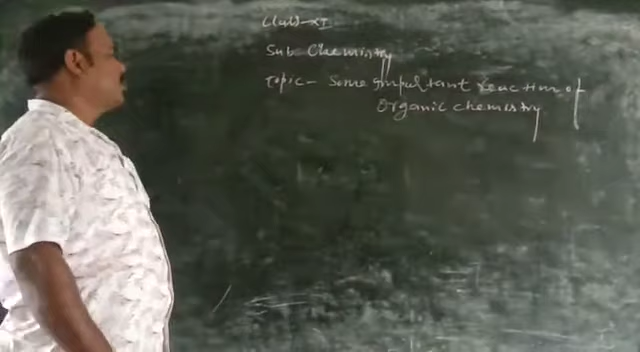 Class-XI
Sub- Chemistry
Topic- Some important reaction of
Organic chemistry